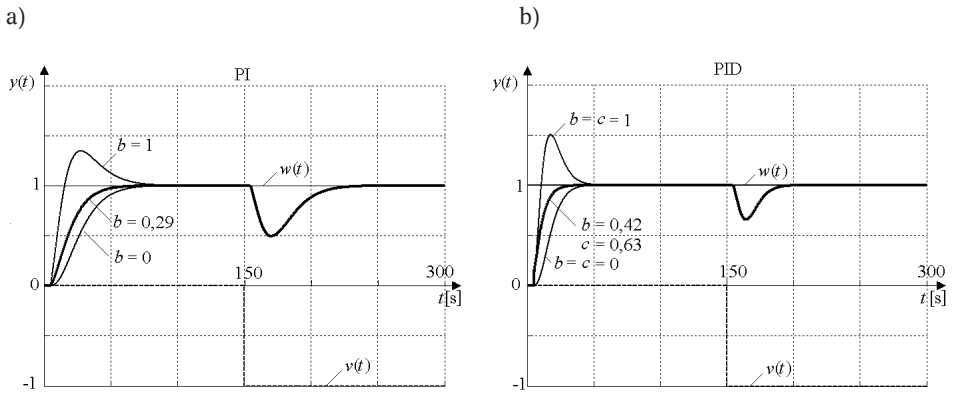 a)
b)
y(t)
PI
b = 1
w(t)
1
b = 0,29
b = 0
150
300
0
t[s]
v(t)
-1
y(t)
PID
b = c = 1
w(t)
1
b = 0,42
c = 0,63
b = c = 0
150
300
0
t[s]
v(t)
-1